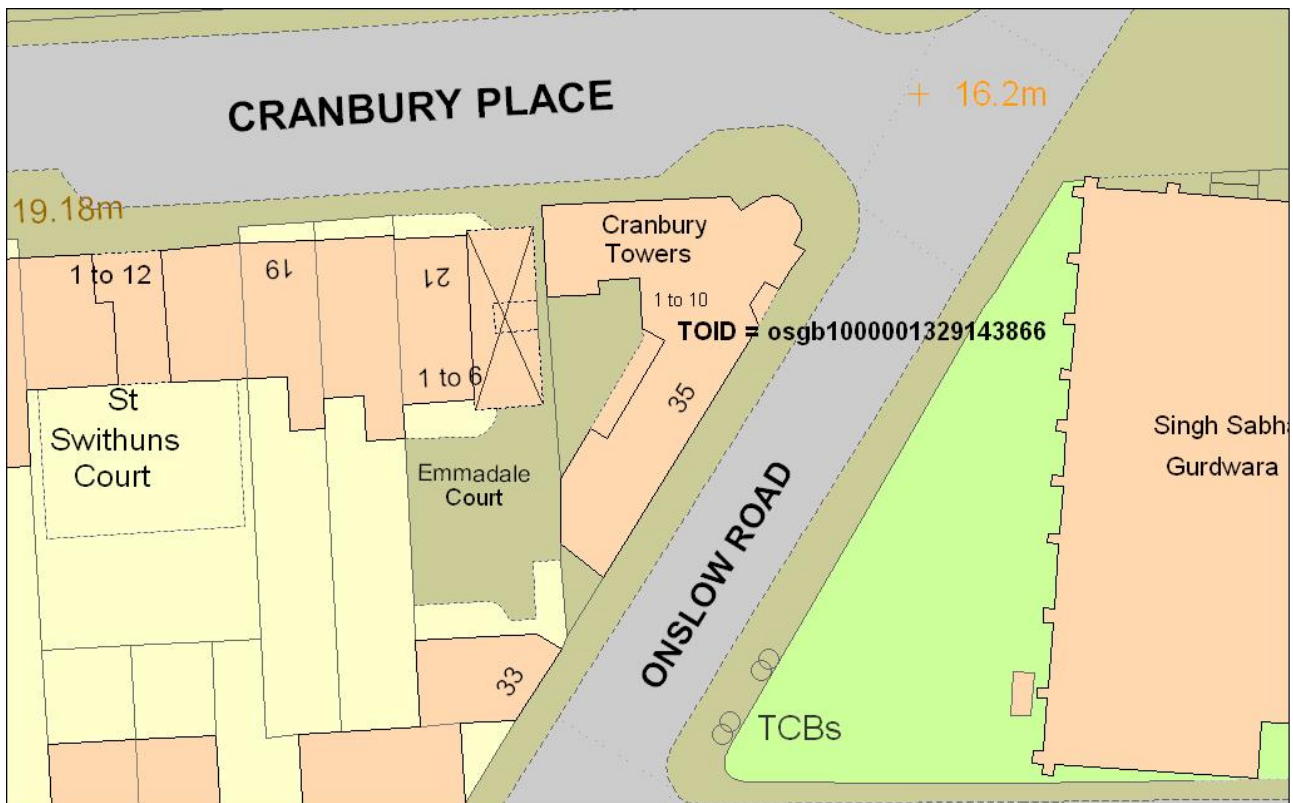 CRANBURY PLACE
+ 16.2m
19.18m
Cranbury
Towers
1 to 12
19
21
1 to 10
TOID = osgb1000001329143866
1 to 6
35
St
Swithuns
Court
Singh Sabha
Gurdwara
Emmadale
Court
ONSLOW ROAD
33
TCBs